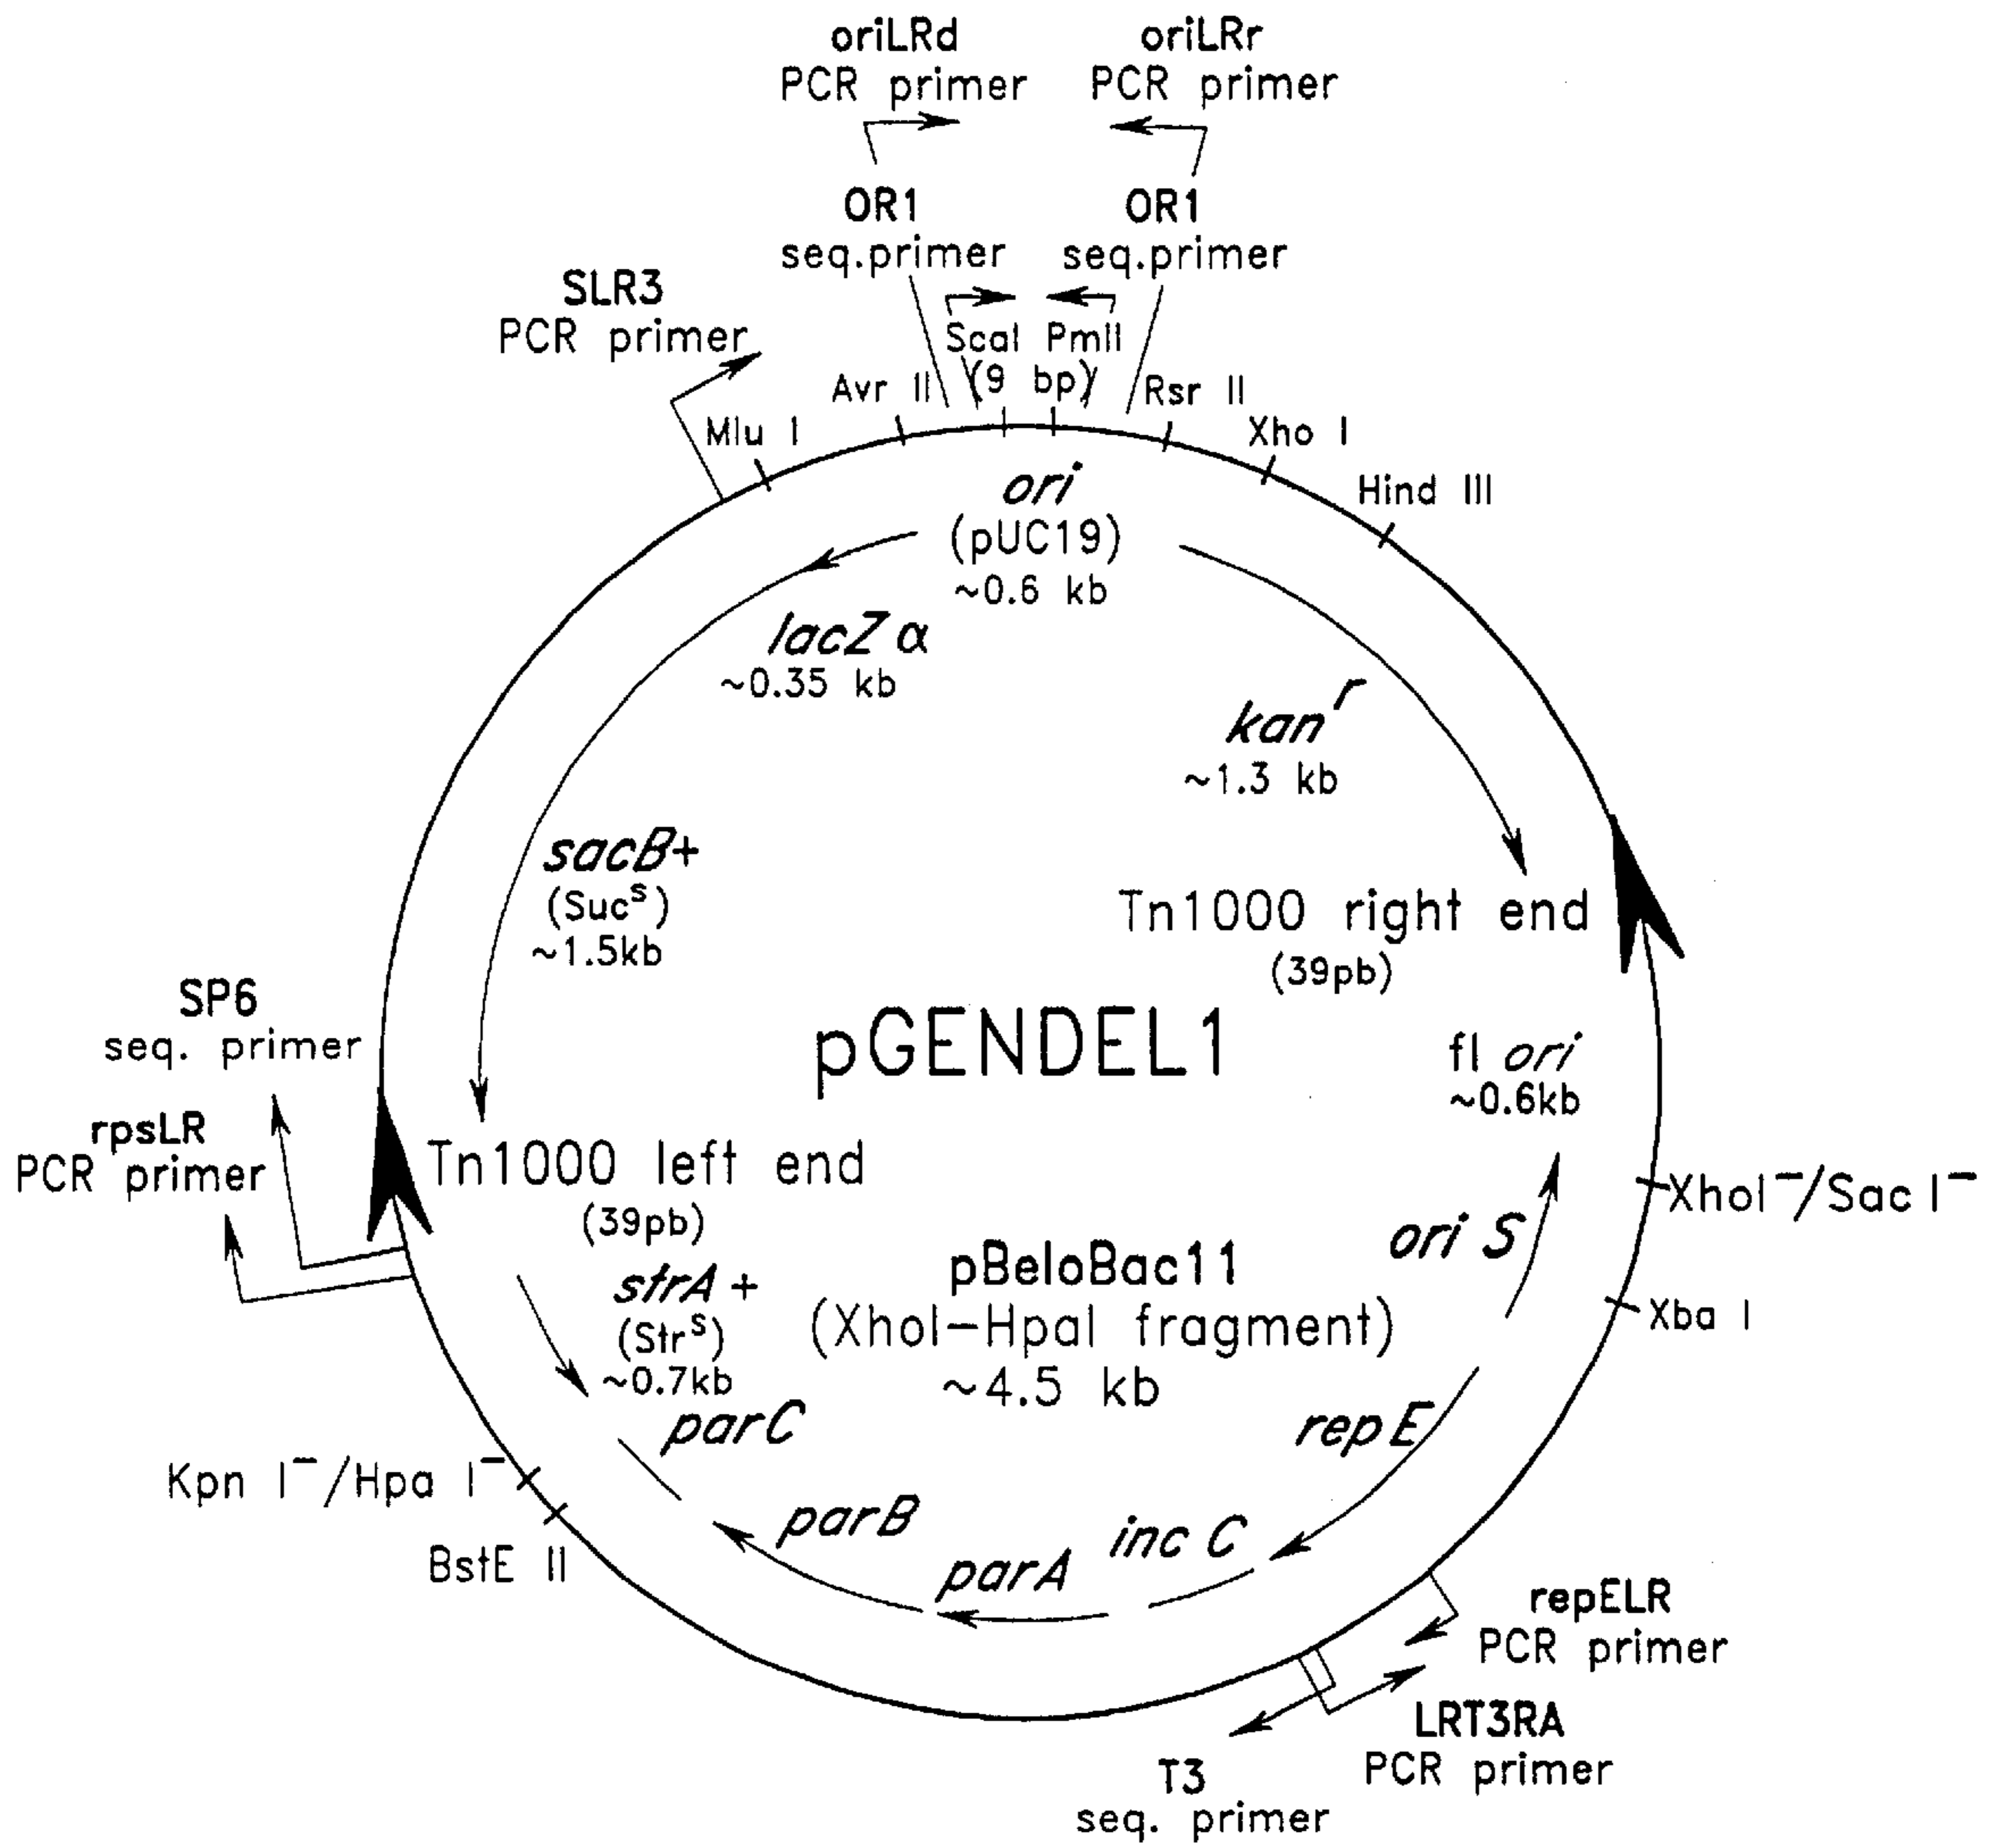 oriLRd
PCR primer
oriLRr
PCR primer
OR1
seq.primer
OR1
seq.primer
SLR3
PCR primer
ScaI PmlI
(9 bp)
Mlu I
Avr II
Rsr II
Xho I
Hind III
ori
(pUC19)
~0.6 kb
lacZ α
~0.35 kb
kan r
~1.3 kb
sacB+
(Suc s)
~1.5kb
Tn1000 right end
(39pb)
SP6
seq. primer
rpsLR
PCR primer
pGENDEL1
f1 ori
~0.6kb
Tn1000 left end
(39pb)
XhoI⁻/Sac I⁻
ori S
strA +
(Str s)
~0.7kb
pBeloBac11
(XhoI-HpaI fragment)
~4.5 kb
Xba I
parC
rep E
Kpn I⁻/Hpa I⁻
BstE II
parB
parA
inc C
repELR
PCR primer
LRT3RA
PCR primer
T3
seq. primer